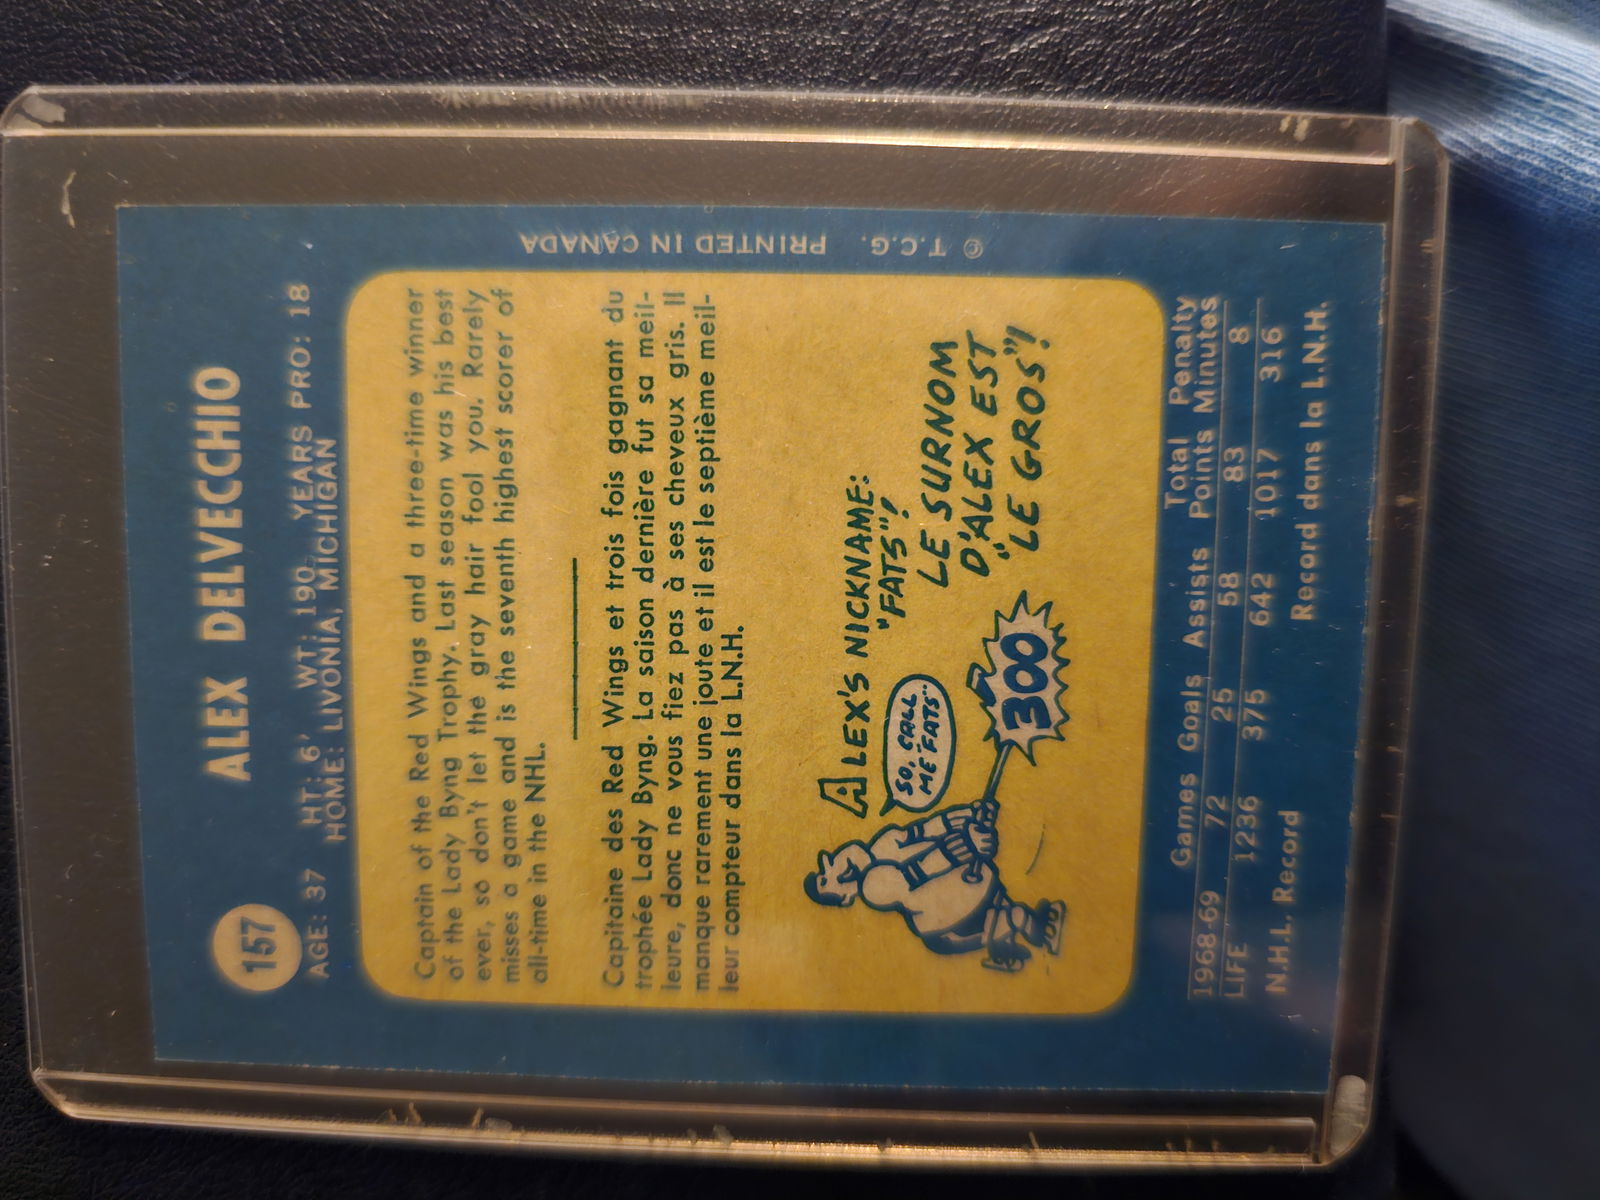 157
ALEX DELVECCHIO
AGE: 37 HT: 6' WT: 190 YEARS PRO: 18
HOME: LIVONIA, MICHIGAN
Captain of the Red Wings and a three-time winner
of the Lady Byng Trophy. Last season was his best
ever, so don't let the gray hair fool you. Rarely
misses a game and is the seventh highest scorer of
all-time in the NHL.
Capitaine des Red Wings et trois fois gagnant du
trophée Lady Byng. La saison dernière fut sa meil-
leure, donc ne vous fiez pas à ses cheveux gris. Il
manque rarement une joute et il est le septième meil-
leur compteur dans la L.N.H.
ALEX'S NICKNAME:
"FATS"!
SO, CALL
ME "FATS"
LE SURNOM
D'ALEX EST
"LE GROS"!
300
Total Penalty
Games Goals Assists Points Minutes
1968-69 72 25 58 83 8
LIFE 1236 375 642 1017 316
N.H.L. Record Record dans la L.N.H.
© T.C.G. PRINTED IN CANADA